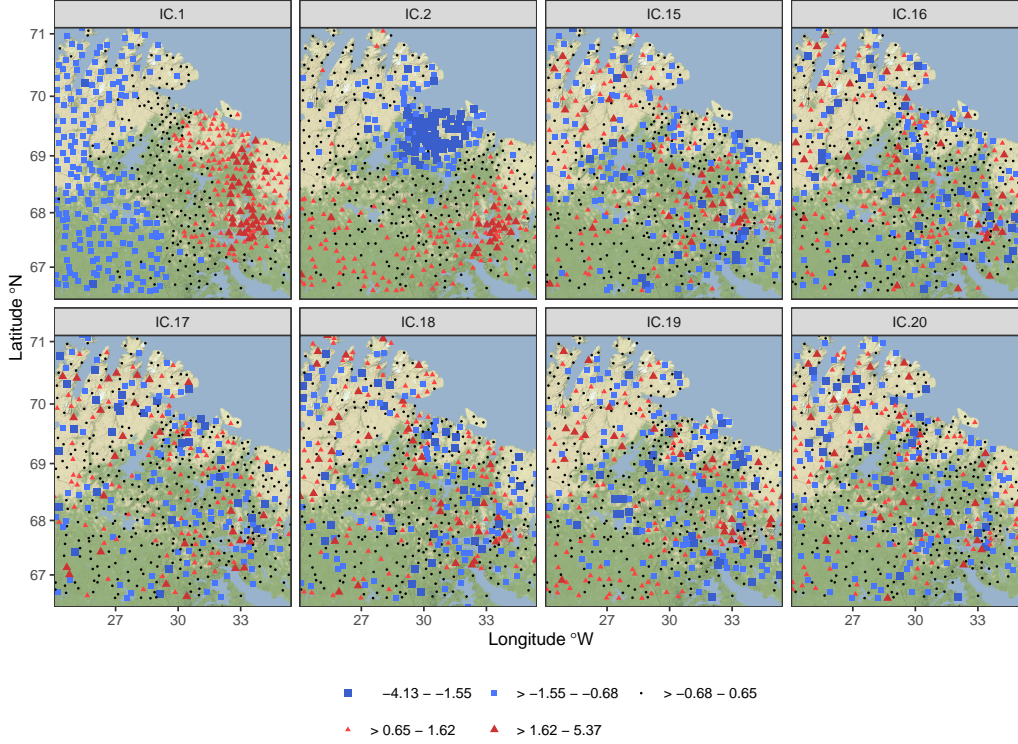 IC.1 IC.2 IC.15 IC.16
71
70
69
68
67
IC.17 IC.18 IC.19 IC.20
71
70
69
68
67
Latitude °N
27 30 33 27 30 33 27 30 33 27 30 33
Longitude °W
−4.13 – −1.55 > −1.55 – −0.68 > −0.68 – 0.65
> 0.65 – 1.62 > 1.62 – 5.37